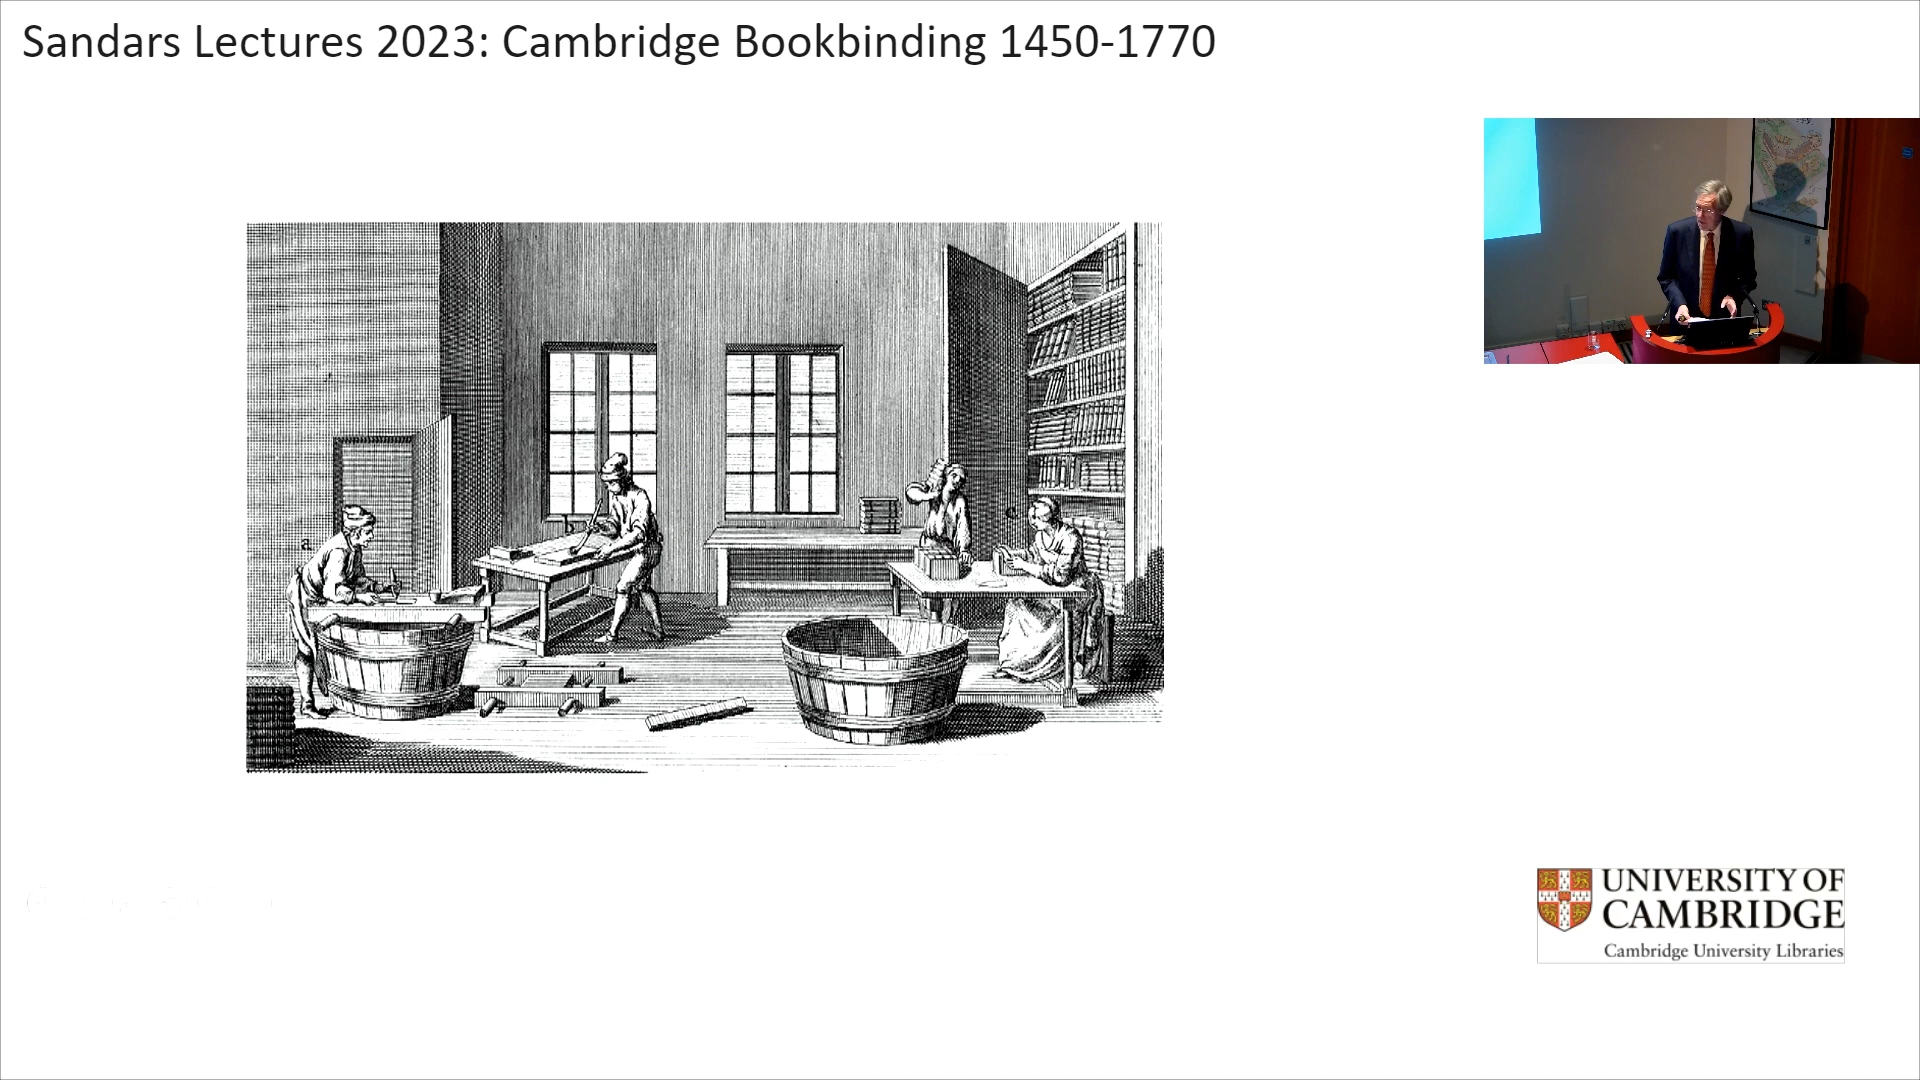 Sandars Lectures 2023: Cambridge Bookbinding 1450-1770
a
b
c
UNIVERSITY OF
CAMBRIDGE
Cambridge University Libraries